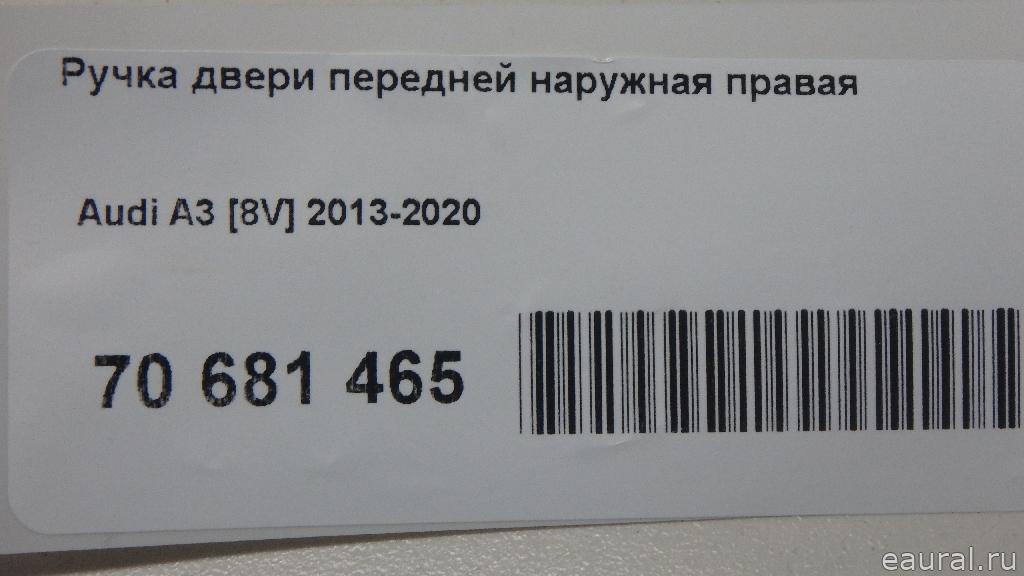 Ручка двери передней наружная правая
Audi A3 [8V] 2013-2020
70 681 465
eaural.ru